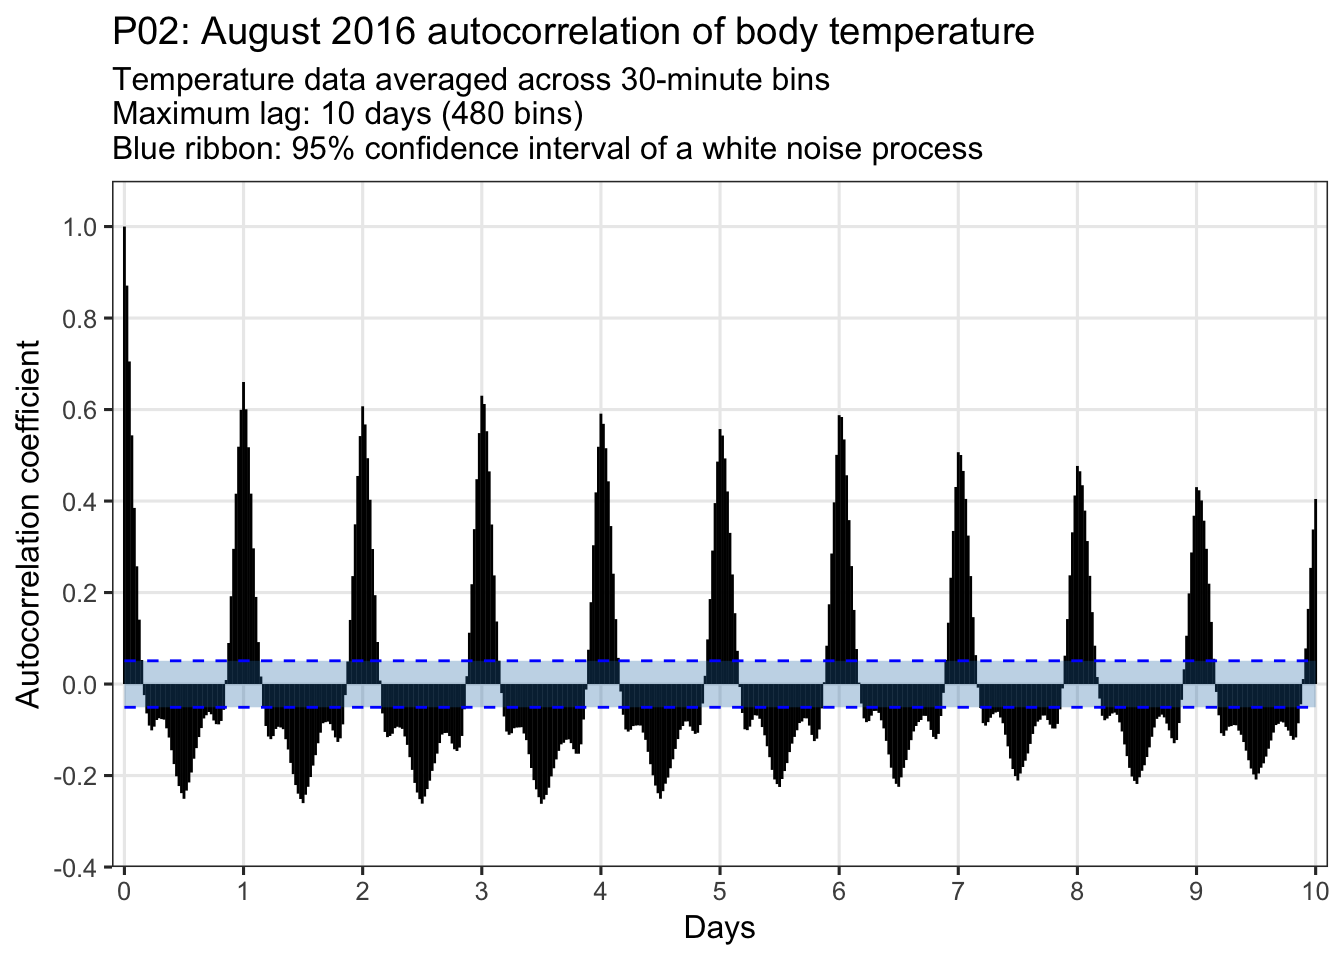 P02: August 2016 autocorrelation of body temperature
Temperature data averaged across 30-minute bins
Maximum lag: 10 days (480 bins)
Blue ribbon: 95% confidence interval of a white noise process
Autocorrelation coefficient
1.0
0.8
0.6
0.4
0.2
0.0
-0.2
-0.4
0 1 2 3 4 5 6 7 8 9 10
Days